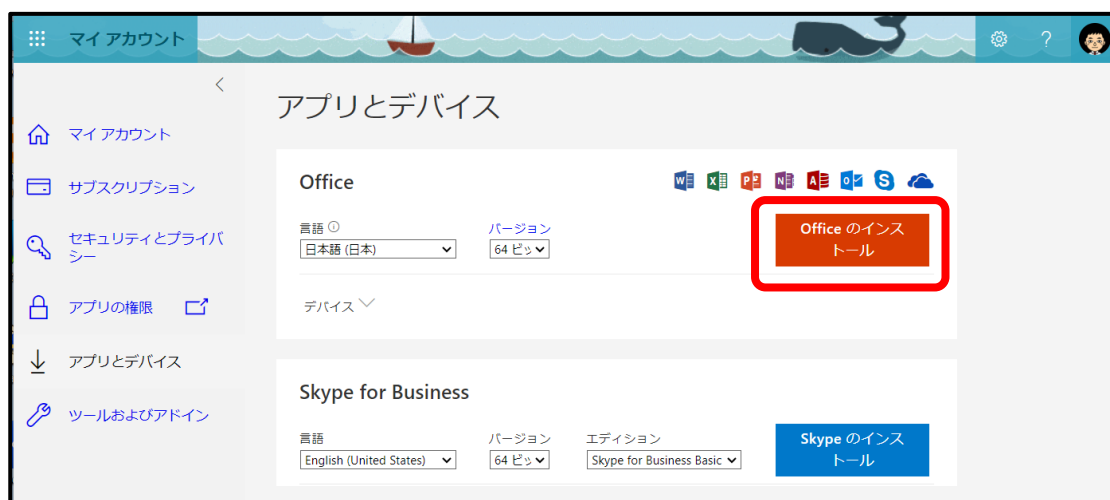 マイ アカウント
?
アプリとデバイス
マイ アカウント
サブスクリプション
セキュリティとプライバ
シー
アプリの権限
アプリとデバイス
ツールおよびアドイン
Office
言語
バージョン
日本語 (日本)
64 ビッ
Office のインス
トール
デバイス
Skype for Business
言語
バージョン
エディション
English (United States)
64 ビッ
Skype for Business Basic
Skype のインス
トール